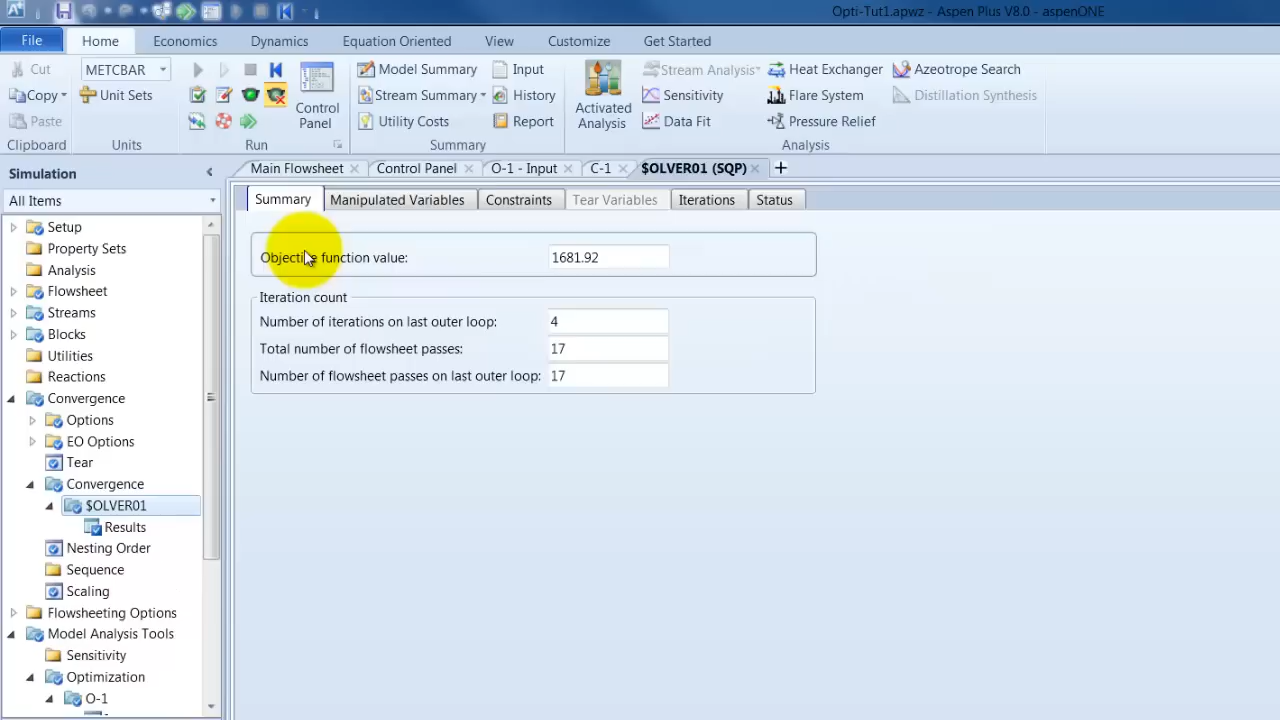 Opti-Tut1.apwz - Aspen Plus V8.0 - aspenONE
File Home Economics Dynamics Equation Oriented View Customize Get Started
Cut METCBAR Model Summary Input Stream Analysis Heat Exchanger Azeotrope Search
Copy Unit Sets Control Panel Stream Summary History Activated Analysis Sensitivity Flare System Distillation Synthesis
Paste Utility Costs Report Data Fit Pressure Relief
Clipboard Units Run Summary Analysis
Simulation
Main Flowsheet Control Panel O-1 - Input C-1 $OLVER01 (SQP)
All Items
Summary Manipulated Variables Constraints Tear Variables Iterations Status
Setup
Property Sets
Analysis
Flowsheet
Streams
Blocks
Utilities
Reactions
Convergence
Options
EO Options
Tear
Convergence
$OLVER01
Results
Nesting Order
Sequence
Scaling
Flowsheeting Options
Model Analysis Tools
Sensitivity
Optimization
O-1
Objective function value: 1681.92
Iteration count
Number of iterations on last outer loop: 4
Total number of flowsheet passes: 17
Number of flowsheet passes on last outer loop: 17